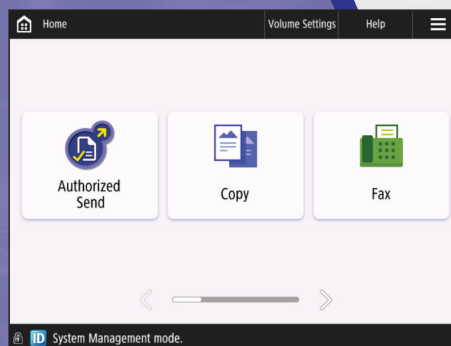 Home
Volume Settings
Help
Authorized
Send
Copy
Fax
ID System Management mode.